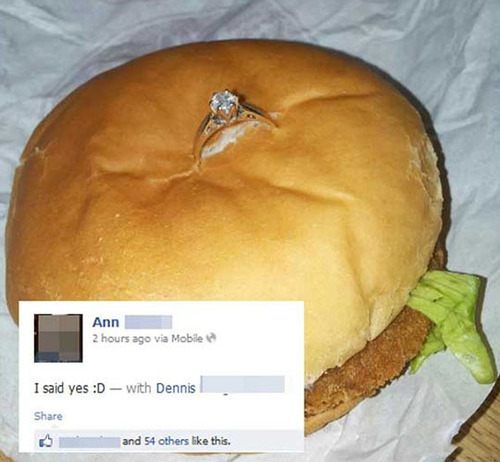 Ann
2 hours ago via Mobile
I said yes :D — with Dennis
Share
and 54 others like this.